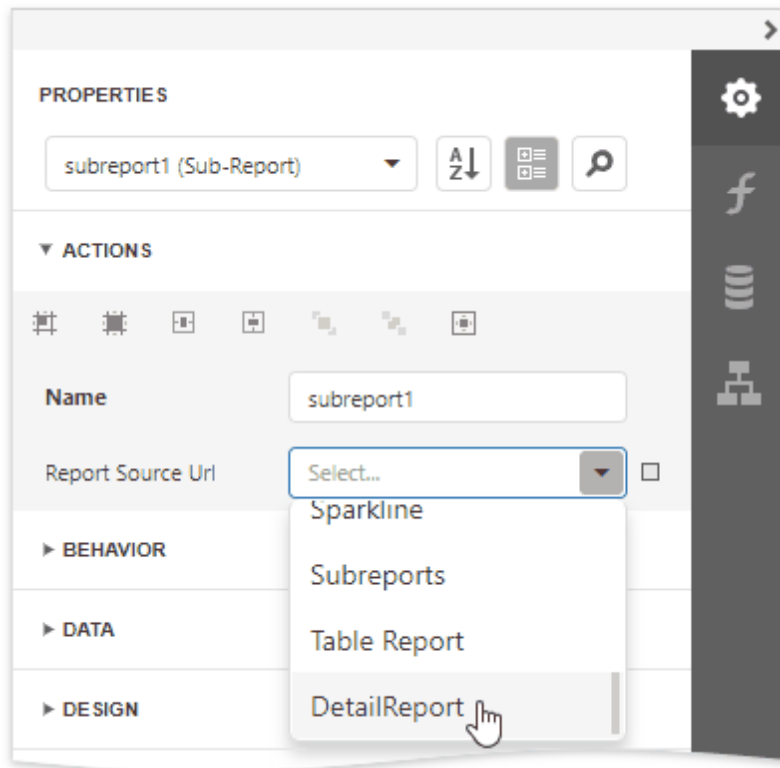 PROPERTIES
subreport1 (Sub-Report)
A
Z
ACTIONS
Name
subreport1
Report Source Url
Select...
Sparkline
BEHAVIOR
Subreports
DATA
Table Report
DESIGN
DetailReport